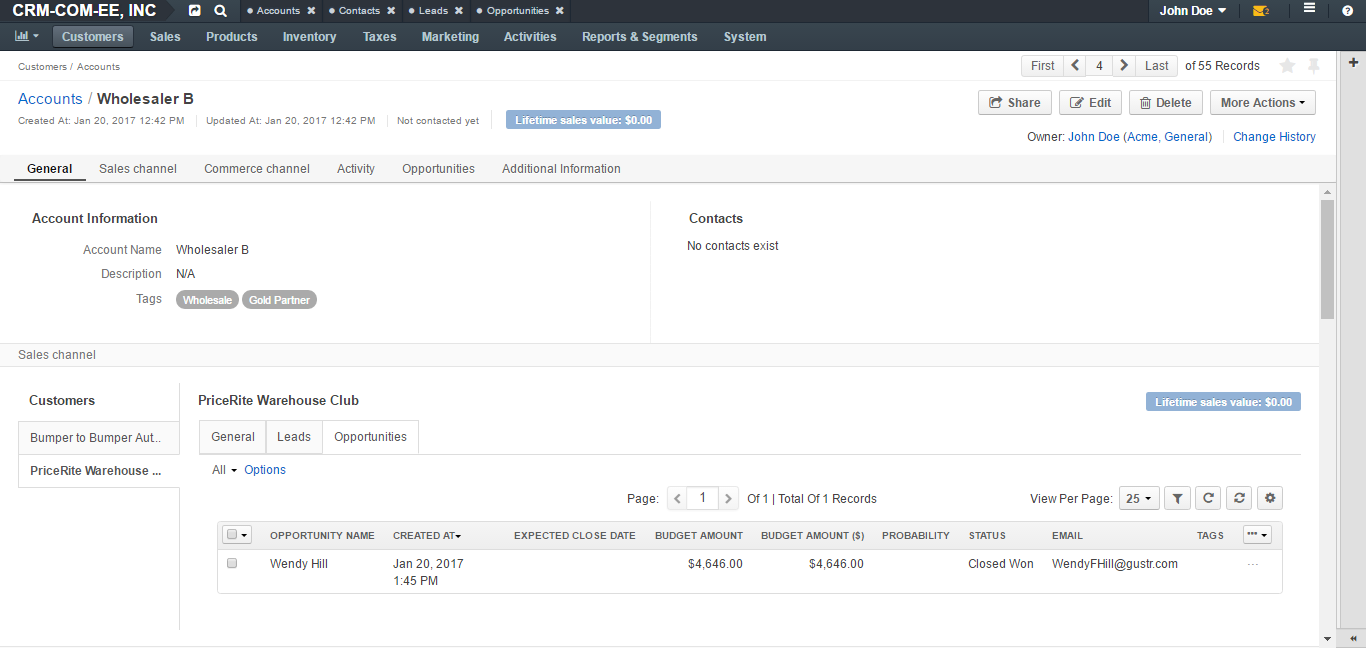 CRM-COM-EE, INC Accounts Contacts Leads Opportunities John Doe 2
Customers Sales Products Inventory Taxes Marketing Activities Reports & Segments System
Customers / Accounts First 4 Last of 55 Records
Accounts / Wholesaler B Share Edit Delete More Actions
Created At: Jan 20, 2017 12:42 PM Updated At: Jan 20, 2017 12:42 PM Not contacted yet Lifetime sales value: $0.00
Owner: John Doe (Acme, General) Change History
General Sales channel Commerce channel Activity Opportunities Additional Information
Account Information Contacts
Account Name Wholesaler B No contacts exist
Description N/A
Tags Wholesale Gold Partner
Sales channel
Customers PriceRite Warehouse Club Lifetime sales value: $0.00
Bumper to Bumper Aut.. General Leads Opportunities
PriceRite Warehouse ... All Options
Page: 1 Of 1 | Total Of 1 Records View Per Page: 25
OPPORTUNITY NAME CREATED AT EXPECTED CLOSE DATE BUDGET AMOUNT BUDGET AMOUNT ($) PROBABILITY STATUS EMAIL TAGS
Wendy Hill Jan 20, 2017 $4,646.00 $4,646.00 Closed Won WendyFHill@gustr.com ...
1:45 PM